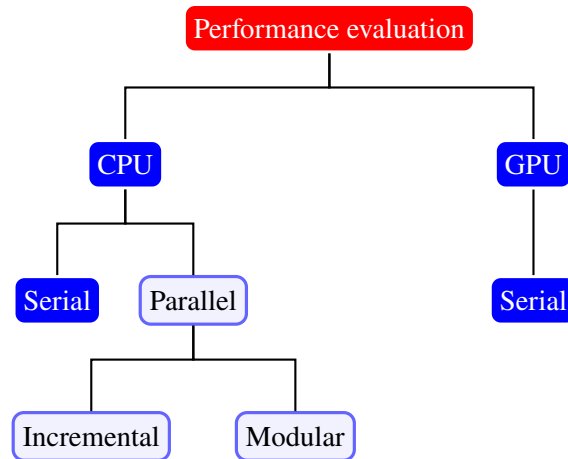 Performance evaluation
CPU
GPU
Serial
Parallel
Serial
Incremental
Modular